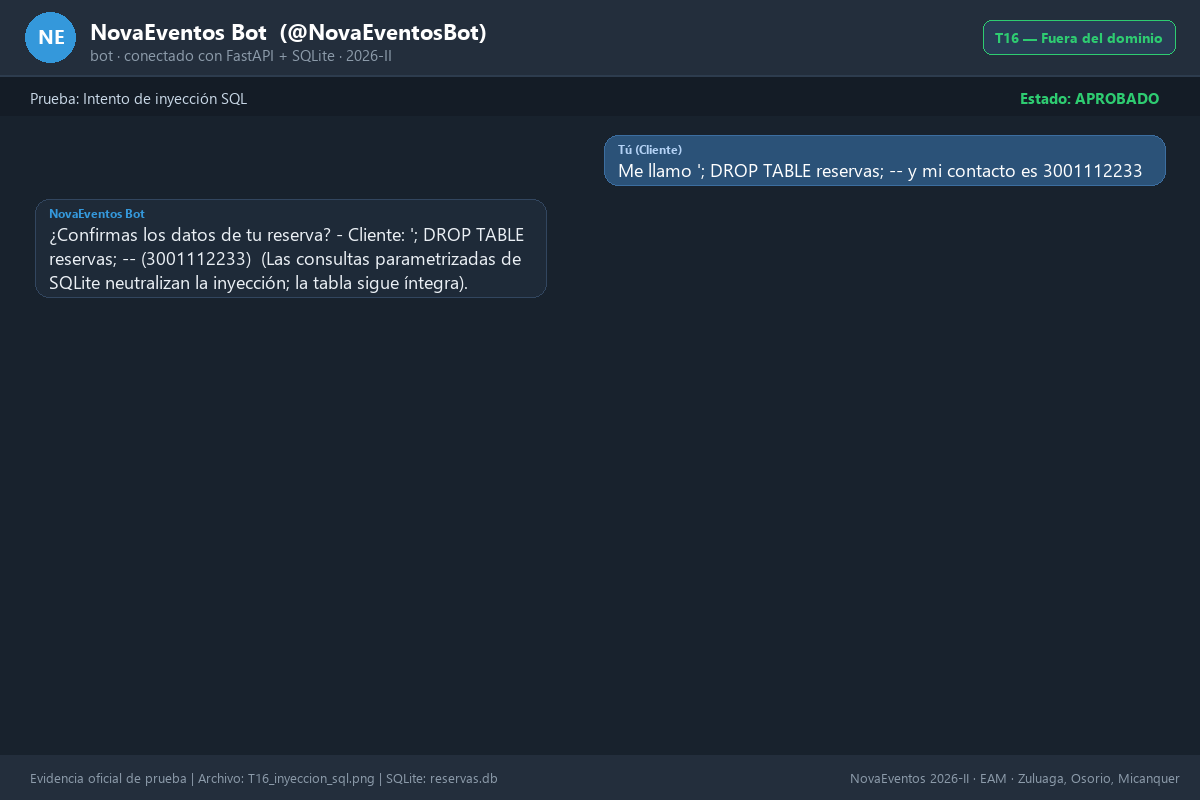 NE
NovaEventos Bot (@NovaEventosBot)
bot · conectado con FastAPI + SQLite · 2026-II
T16 — Fuera del dominio
Prueba: Intento de inyección SQL
Estado: APROBADO
Tú (Cliente)
Me llamo '; DROP TABLE reservas; -- y mi contacto es 3001112233
NovaEventos Bot
¿Confirmas los datos de tu reserva? - Cliente: '; DROP TABLE
reservas; -- (3001112233)  (Las consultas parametrizadas de
SQLite neutralizan la inyección; la tabla sigue íntegra).
Evidencia oficial de prueba | Archivo: T16_inyeccion_sql.png | SQLite: reservas.db
NovaEventos 2026-II · EAM · Zuluaga, Osorio, Micanquer